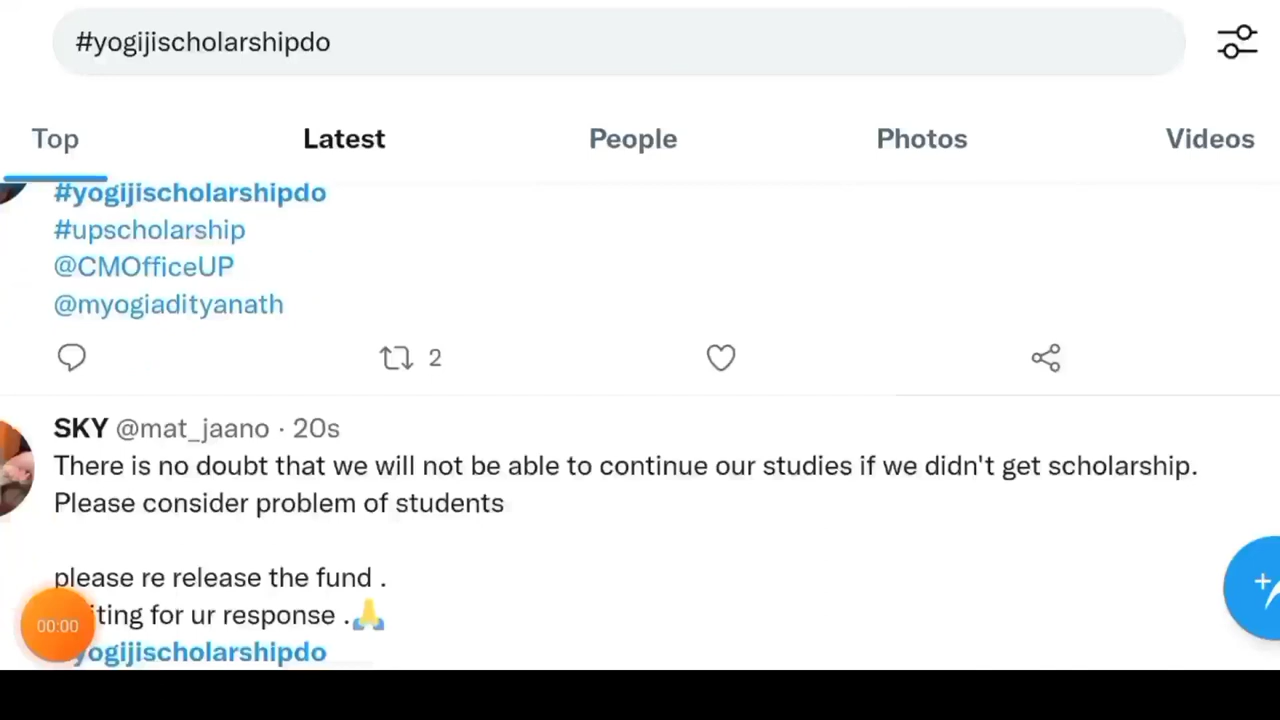 #yogijischolarshipdo
Top Latest People Photos Videos
#yogijischolarshipdo
#upscholarship
@CMOfficeUP
@myogiadityanath
2
SKY @mat_jaano · 20s
There is no doubt that we will not be able to continue our studies if we didn't get scholarship.
Please consider problem of students
please re release the fund .
iting for ur response .🙏
00:00
yogijischolarshipdo